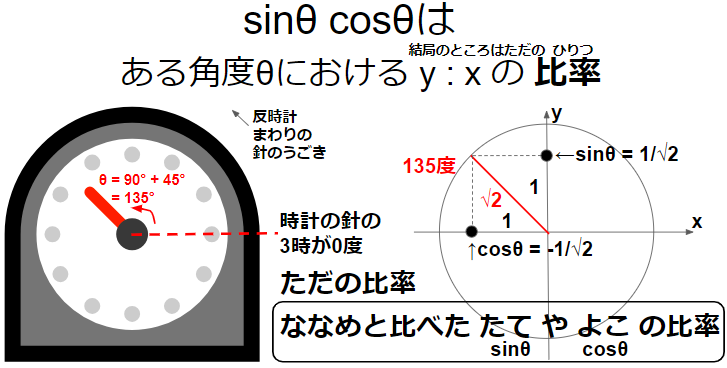 sinθ cosθは
結局のところはただの ひりつ
ある角度θにおける y : x の 比率
反時計
まわりの
針のうごき
θ = 90° + 45°
= 135°
時計の針の
3時が0度
y
135度
←sinθ = 1/√2
1
√2
1
x
↑cosθ = -1/√2
ただの比率
ななめと比べた たて や よこ の比率
sinθ cosθ